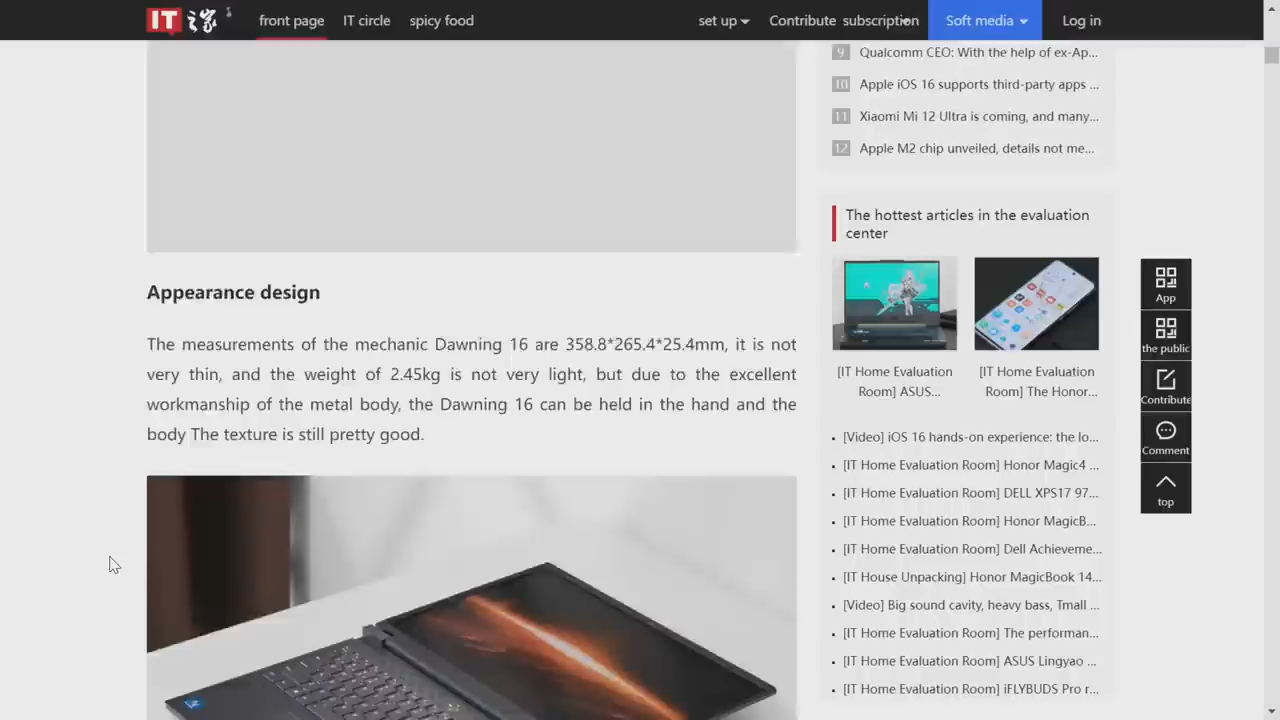 IT之家
front page IT circle spicy food set up Contribute subscription Soft media Log in
9 Qualcomm CEO: With the help of ex-Ap...
10 Apple iOS 16 supports third-party apps ...
11 Xiaomi Mi 12 Ultra is coming, and many...
12 Apple M2 chip unveiled, details not me...
Appearance design
The measurements of the mechanic Dawning 16 are 358.8*265.4*25.4mm, it is not
very thin, and the weight of 2.45kg is not very light, but due to the excellent
workmanship of the metal body, the Dawning 16 can be held in the hand and the
body The texture is still pretty good.
The hottest articles in the evaluation
center
[IT Home Evaluation
Room] ASUS...
[IT Home Evaluation
Room] The Honor...
[Video] iOS 16 hands-on experience: the lo...
[IT Home Evaluation Room] Honor Magic4 ...
[IT Home Evaluation Room] DELL XPS17 97...
[IT Home Evaluation Room] Honor MagicB...
[IT Home Evaluation Room] Dell Achieveme...
[IT House Unpacking] Honor MagicBook 14...
[Video] Big sound cavity, heavy bass, Tmall ...
[IT Home Evaluation Room] The performan...
[IT Home Evaluation Room] ASUS Lingyao ...
[IT Home Evaluation Room] iFLYBUDS Pro r...
App
the public
Contribute
Comment
top